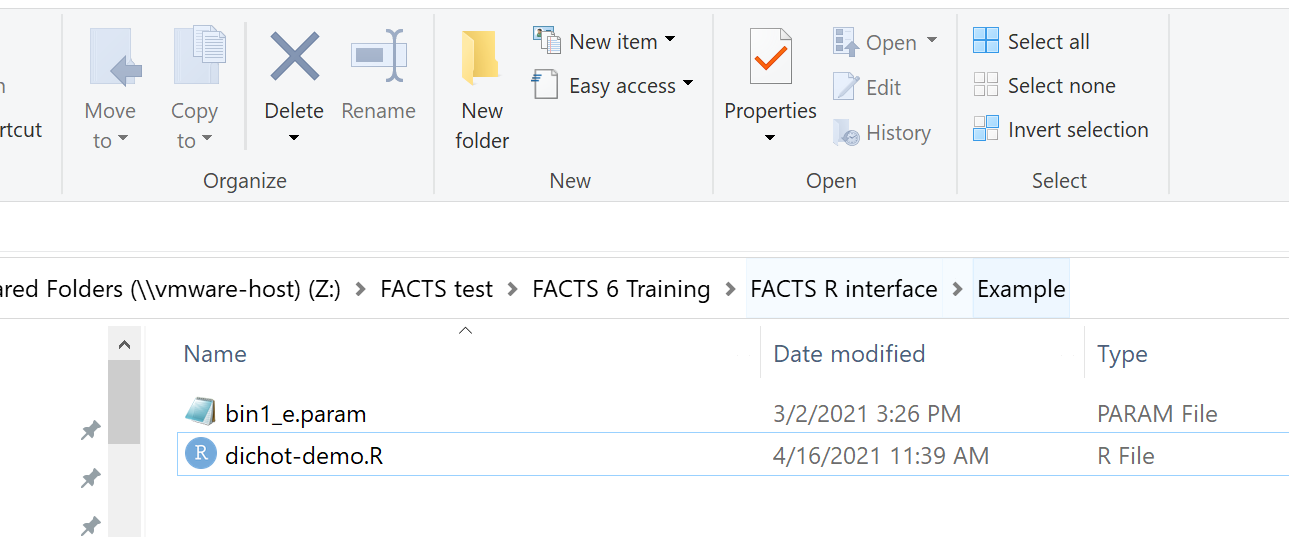 Move to
Copy to
Delete
Rename
New folder
New item
Easy access
Properties
Open
Edit
History
Select all
Select none
Invert selection
Organize
New
Open
Select
(\\vmware-host) (Z:) > FACTS test > FACTS 6 Training > FACTS R interface > Example
Name
Date modified
Type
bin1_e.param
3/2/2021 3:26 PM
PARAM File
R
dichot-demo.R
4/16/2021 11:39 AM
R File